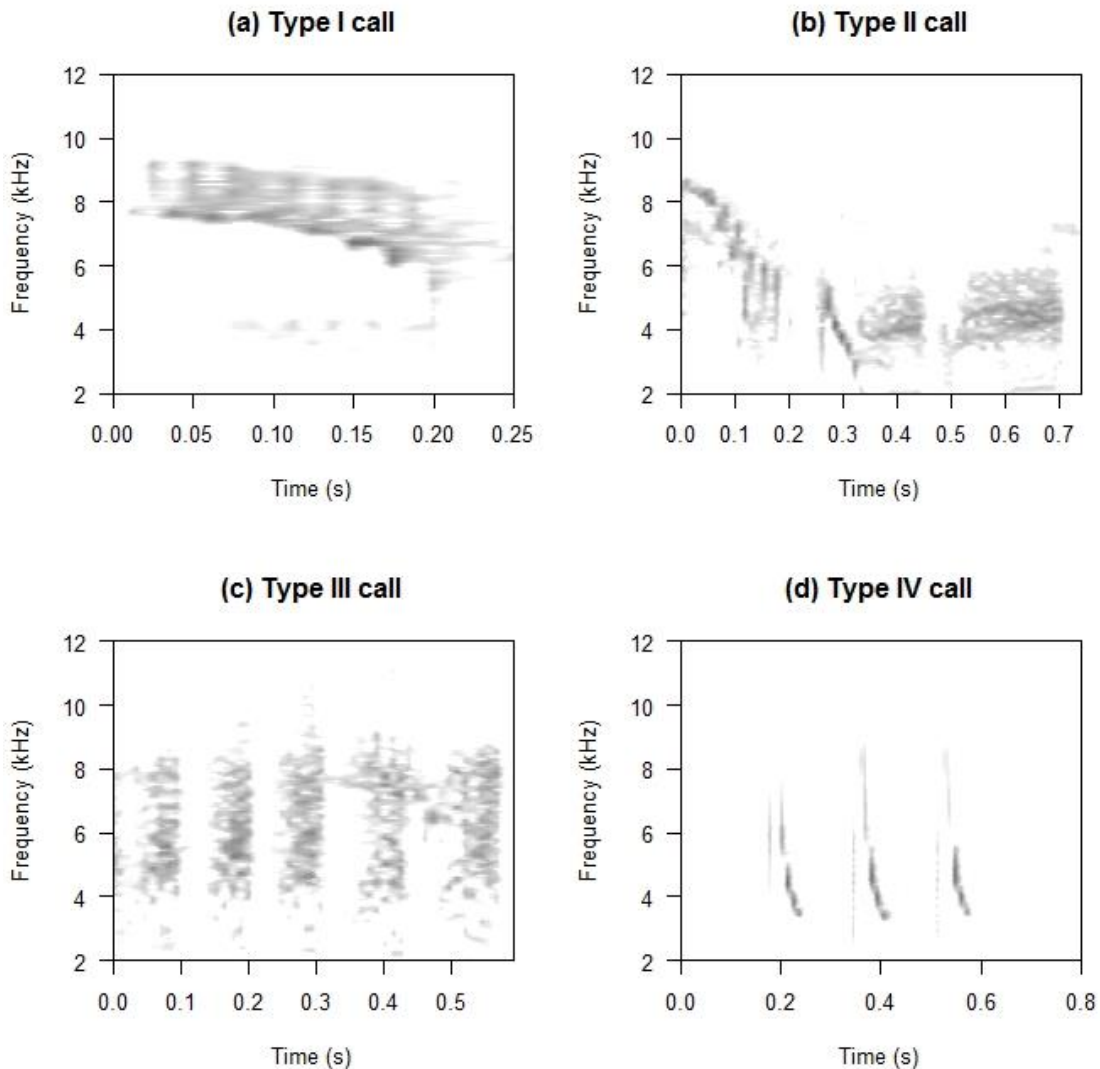 (a) Type I call
12
10
8
6
4
2
Frequency (kHz)
0.00 0.05 0.10 0.15 0.20 0.25
Time (s)
(b) Type II call
12
10
8
6
4
2
Frequency (kHz)
0.0 0.1 0.2 0.3 0.4 0.5 0.6 0.7
Time (s)
(c) Type III call
12
10
8
6
4
2
Frequency (kHz)
0.0 0.1 0.2 0.3 0.4 0.5
Time (s)
(d) Type IV call
12
10
8
6
4
2
Frequency (kHz)
0.0 0.2 0.4 0.6 0.8
Time (s)